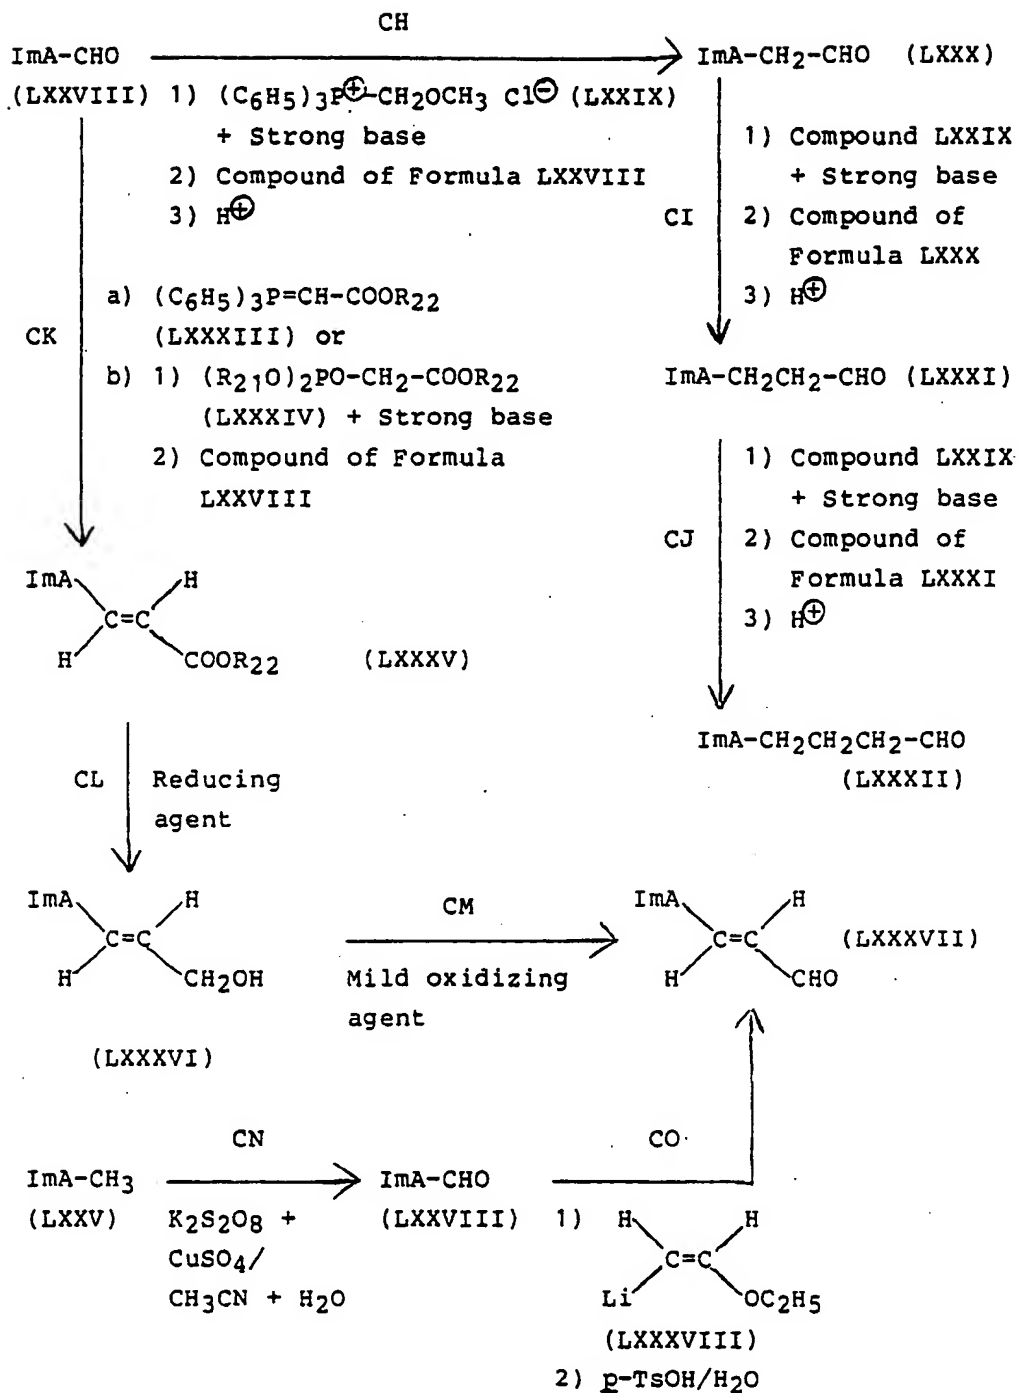 CH
ImA-CHO
ImA-CH2-CHO (LXXX)
(LXXVIII) 1) (C6H5)3P⊕-CH2OCH3 Cl⊖ (LXXIX)
+ Strong base
2) Compound of Formula LXXVIII
3) H⊕
1) Compound LXXIX
+ Strong base
CI 2) Compound of
Formula LXXX
3) H⊕
CK
a) (C6H5)3P=CH-COOR22
(LXXXIII) or
b) 1) (R21O)2PO-CH2-COOR22
(LXXXIV) + Strong base
2) Compound of Formula
LXXVIII
ImA-CH2CH2-CHO (LXXXI)
1) Compound LXXIX
+ Strong base
CJ 2) Compound of
Formula LXXXI
3) H⊕
ImA H
C=C
H COOR22 (LXXXV)
ImA-CH2CH2CH2-CHO
(LXXXII)
CL Reducing
agent
ImA H
C=C
H CH2OH
(LXXXVI)
CM
Mild oxidizing
agent
ImA H
C=C (LXXXVII)
H CHO
CN
ImA-CH3
(LXXV)
K2S2O8 +
CuSO4/
CH3CN + H2O
ImA-CHO
(LXXVIII)
CO
1) H H
C=C
Li OC2H5
(LXXXVIII)
2) p-TsOH/H2O